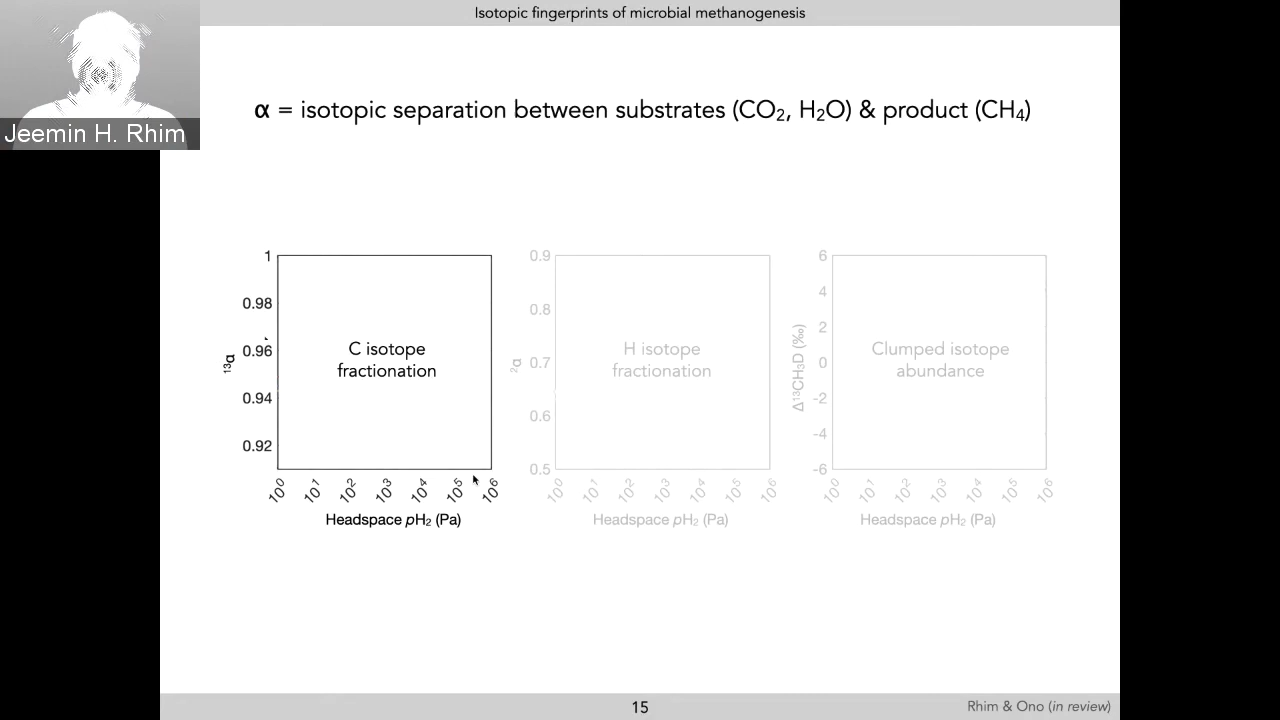 Isotopic fingerprints of microbial methanogenesis
Jeemin H. Rhim
α = isotopic separation between substrates (CO₂, H₂O) & product (CH₄)
1
0.98
0.96
0.94
0.92
¹³α
C isotope
fractionation
10⁰ 10¹ 10² 10³ 10⁴ 10⁵ 10⁶
Headspace pH₂ (Pa)
0.9
0.8
0.7
0.6
0.5
²α
H isotope
fractionation
10⁰ 10¹ 10² 10³ 10⁴ 10⁵ 10⁶
Headspace pH₂ (Pa)
6
4
2
0
-2
-4
-6
Δ¹³CH₃D (‰)
Clumped isotope
abundance
10⁰ 10¹ 10² 10³ 10⁴ 10⁵ 10⁶
Headspace pH₂ (Pa)
15
Rhim & Ono (in review)